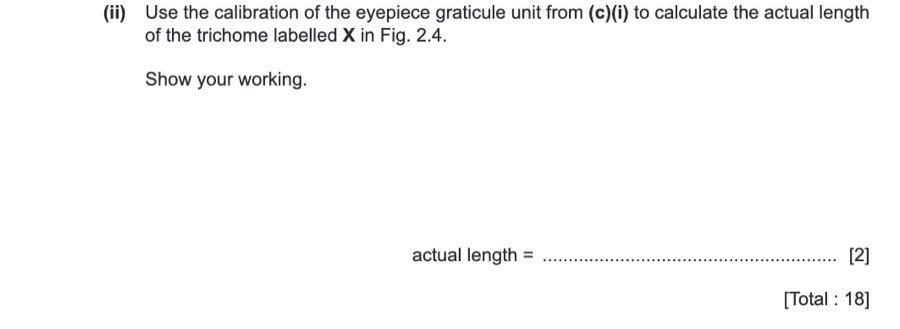 (ii) Use the calibration of the eyepiece graticule unit from (c)(i) to calculate the actual length
of the trichome labelled X in Fig. 2.4.
Show your working.
actual length = .......................................................... [2]
[Total : 18]